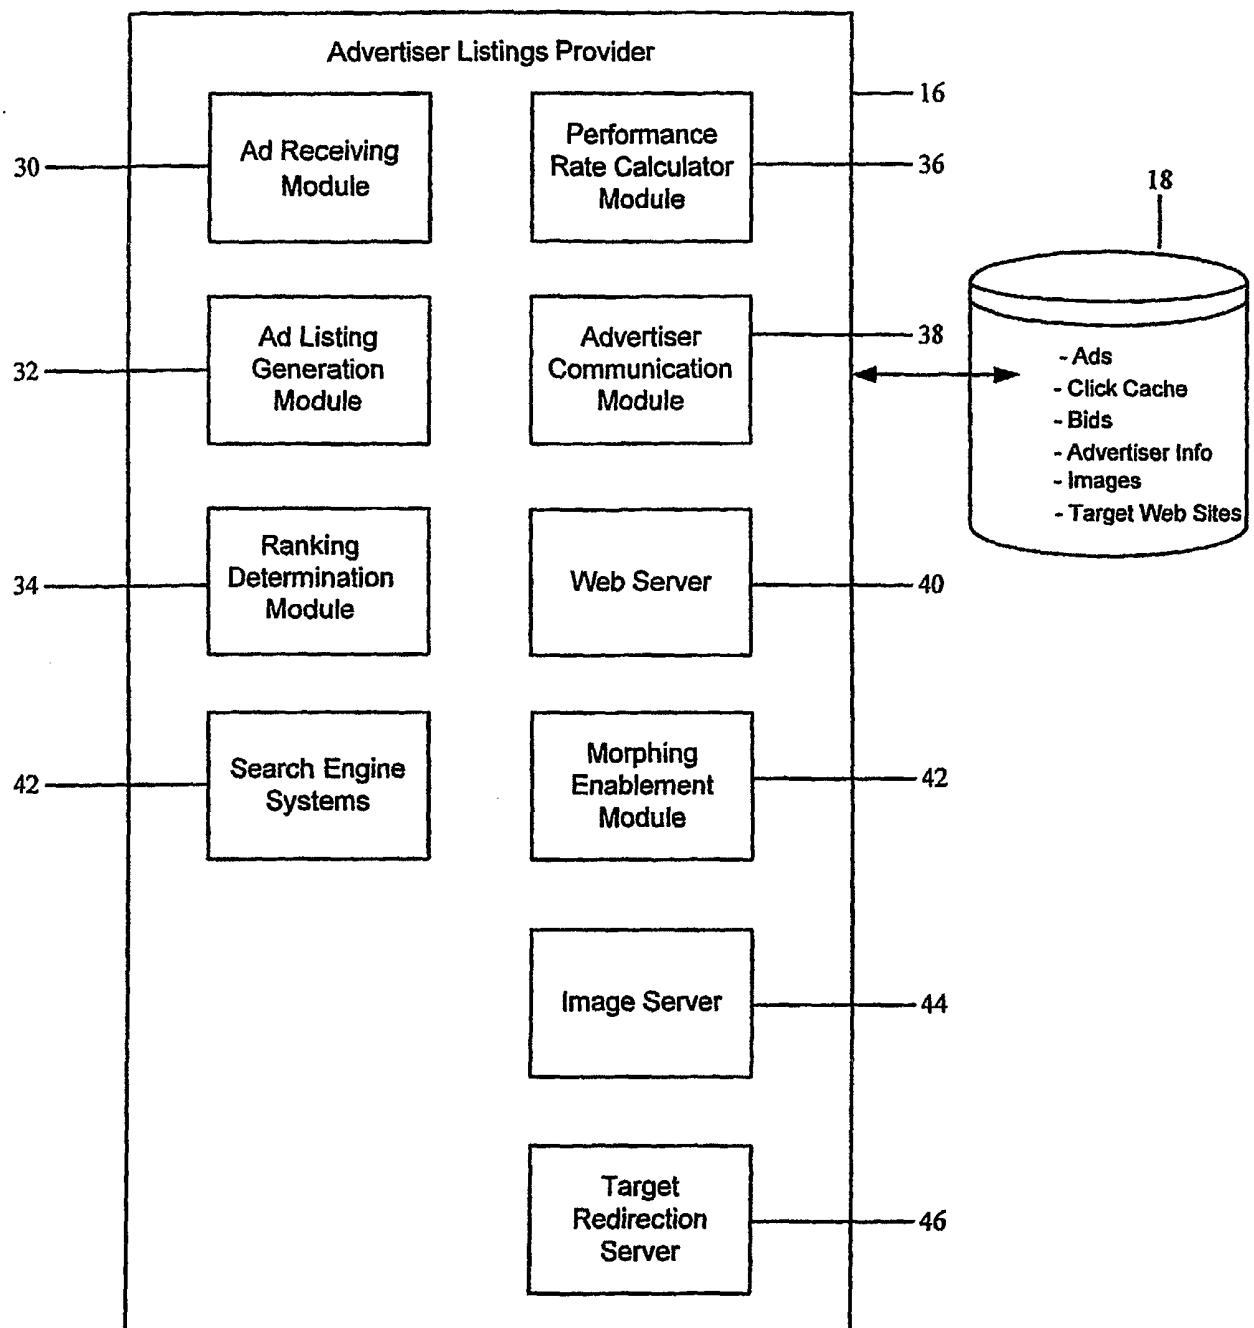 Advertiser Listings Provider
16
30
Ad Receiving
Module
Performance
Rate Calculator
Module
36
18
32
Ad Listing
Generation
Module
Advertiser
Communication
Module
38
- Ads
- Click Cache
- Bids
- Advertiser Info
- Images
- Target Web Sites
34
Ranking
Determination
Module
Web Server
40
42
Search Engine
Systems
Morphing
Enablement
Module
42
Image Server
44
Target
Redirection
Server
46